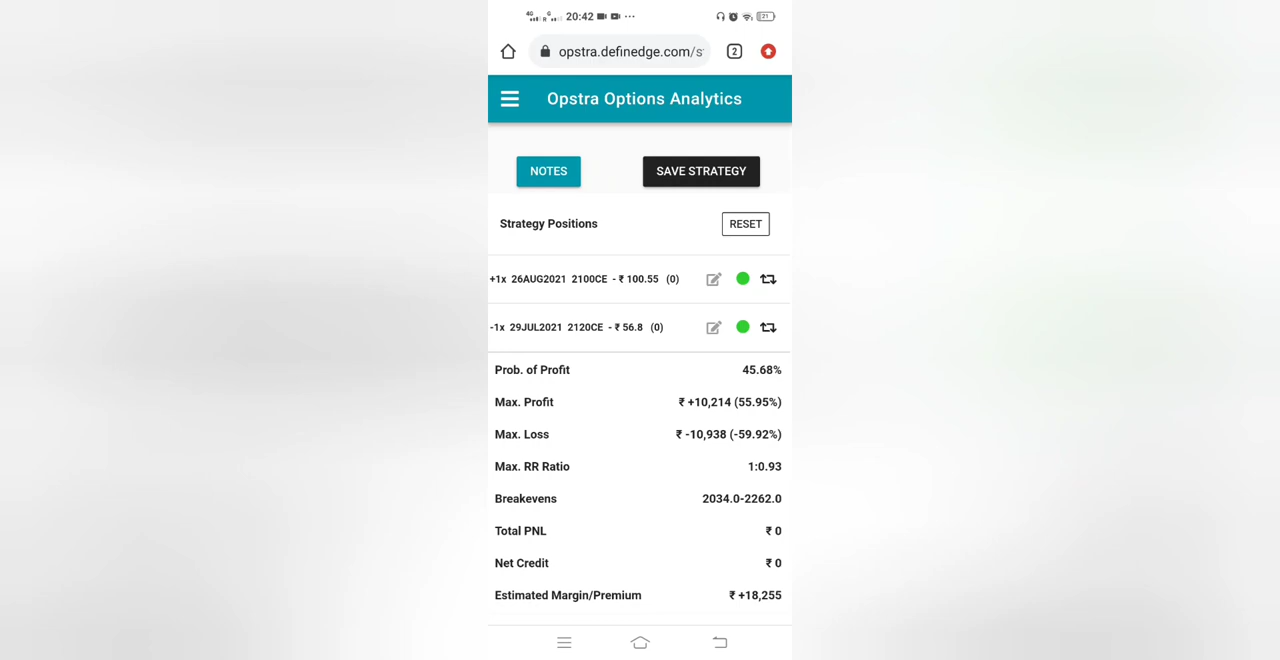 4G G R 20:42 ··· 21
opstra.definedge.com/s 2
Opstra Options Analytics
NOTES SAVE STRATEGY
Strategy Positions RESET
+1x 26AUG2021 2100CE - ₹ 100.55 (0)
-1x 29JUL2021 2120CE - ₹ 56.8 (0)
Prob. of Profit 45.68%
Max. Profit ₹ +10,214 (55.95%)
Max. Loss ₹ -10,938 (-59.92%)
Max. RR Ratio 1:0.93
Breakevens 2034.0-2262.0
Total PNL ₹ 0
Net Credit ₹ 0
Estimated Margin/Premium ₹ +18,255